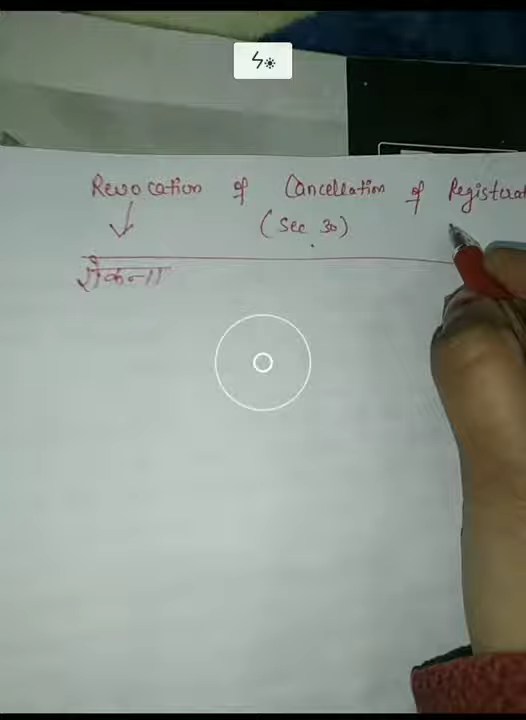 Revocation of Cancellation of Registrat
(Sec 30)
रोकना